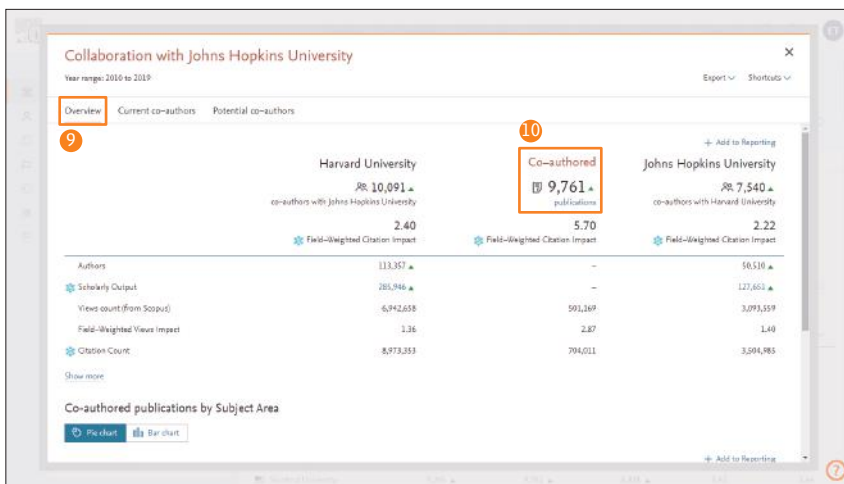 Collaboration with Johns Hopkins University
×
Year range: 2010 to 2019
Export Shortcuts
Overview Current co-authors Potential co-authors
9
10
+ Add to Reporting
Harvard University Co-authored Johns Hopkins University
10,091 9,761 7,540
co-authors with Johns Hopkins University publications co-authors with Harvard University
2.40 5.70 2.22
Field-Weighted Citation Impact Field-Weighted Citation Impact Field-Weighted Citation Impact
Authors 113,357 – 50,510
Scholarly Output 285,946 – 127,651
Views count (from Scopus) 6,942,658 501,169 3,093,559
Field-Weighted Views Impact 1.36 2.87 1.40
Citation Count 8,973,353 704,011 3,504,985
Show more
Co-authored publications by Subject Area
Pie chart Bar chart
+ Add to Reporting
?